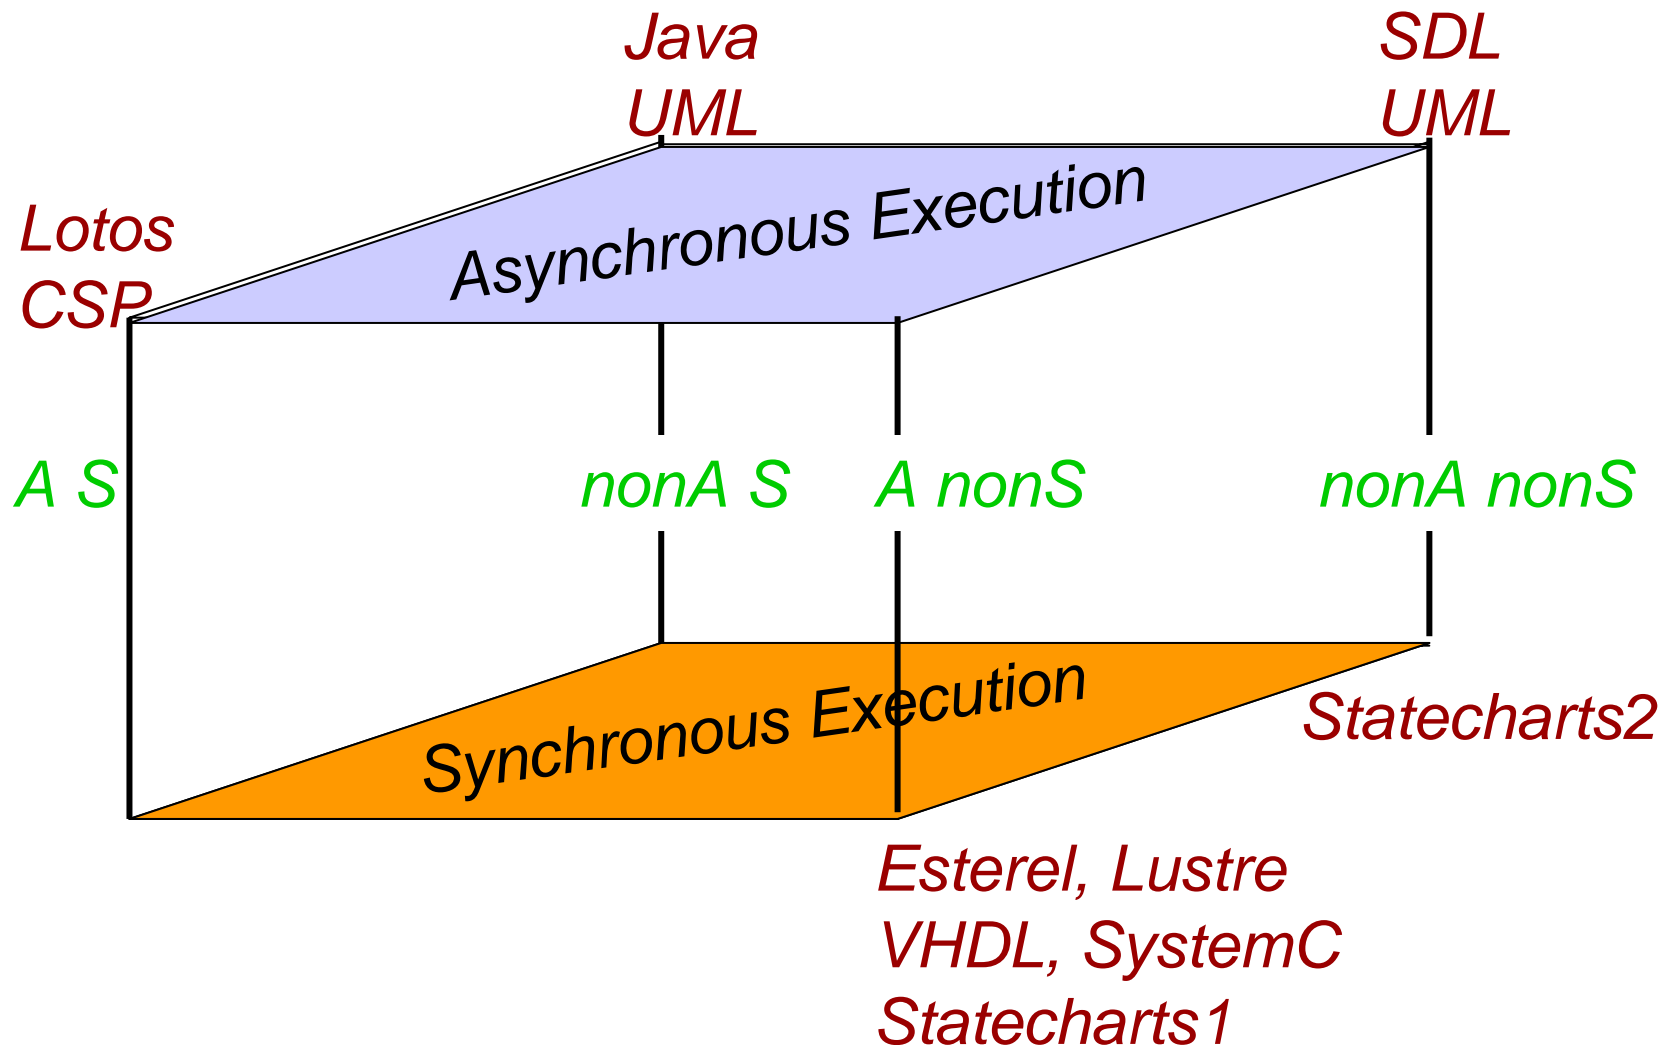 Java
UML
SDL
UML
Asynchronous Execution
Lotos
CSP
A S
nonA S
A nonS
nonA nonS
Synchronous Execution
Statecharts2
Esterel, Lustre
VHDL, SystemC
Statecharts1